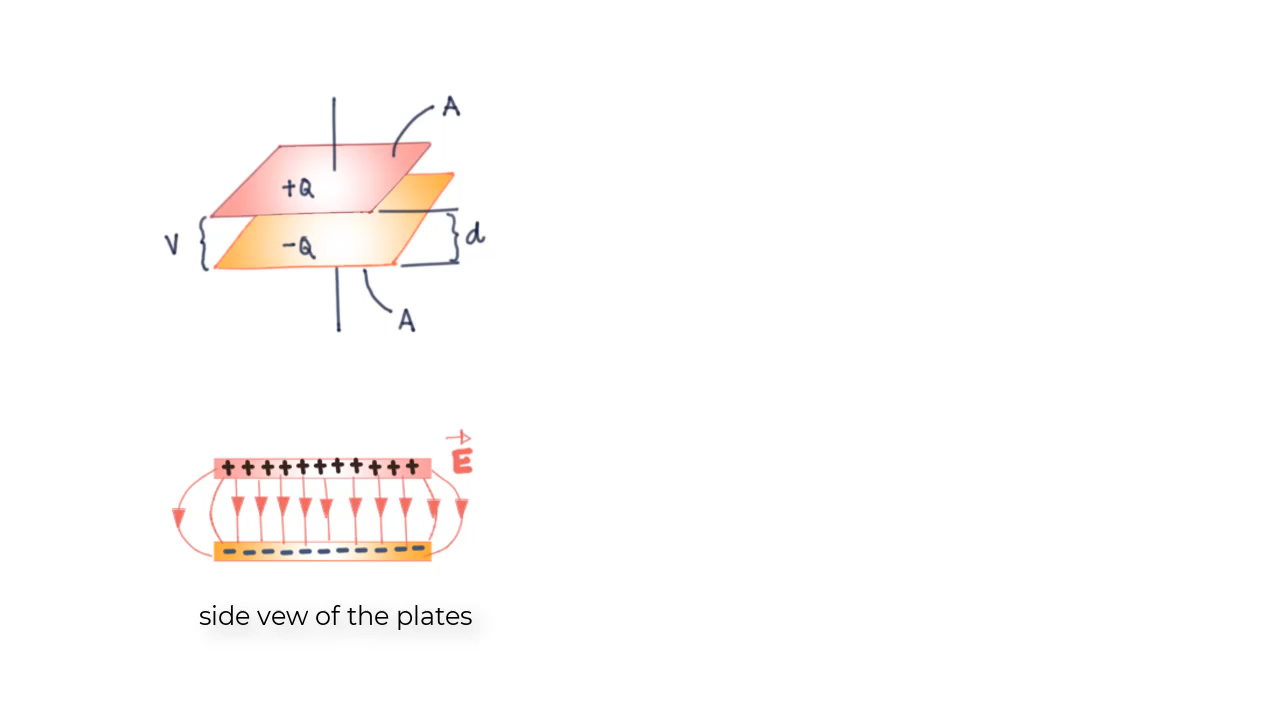 A
+Q
V
-Q
d
A
E
+ + + + + + + + + + +
- - - - - - - - - - -
side vew of the plates